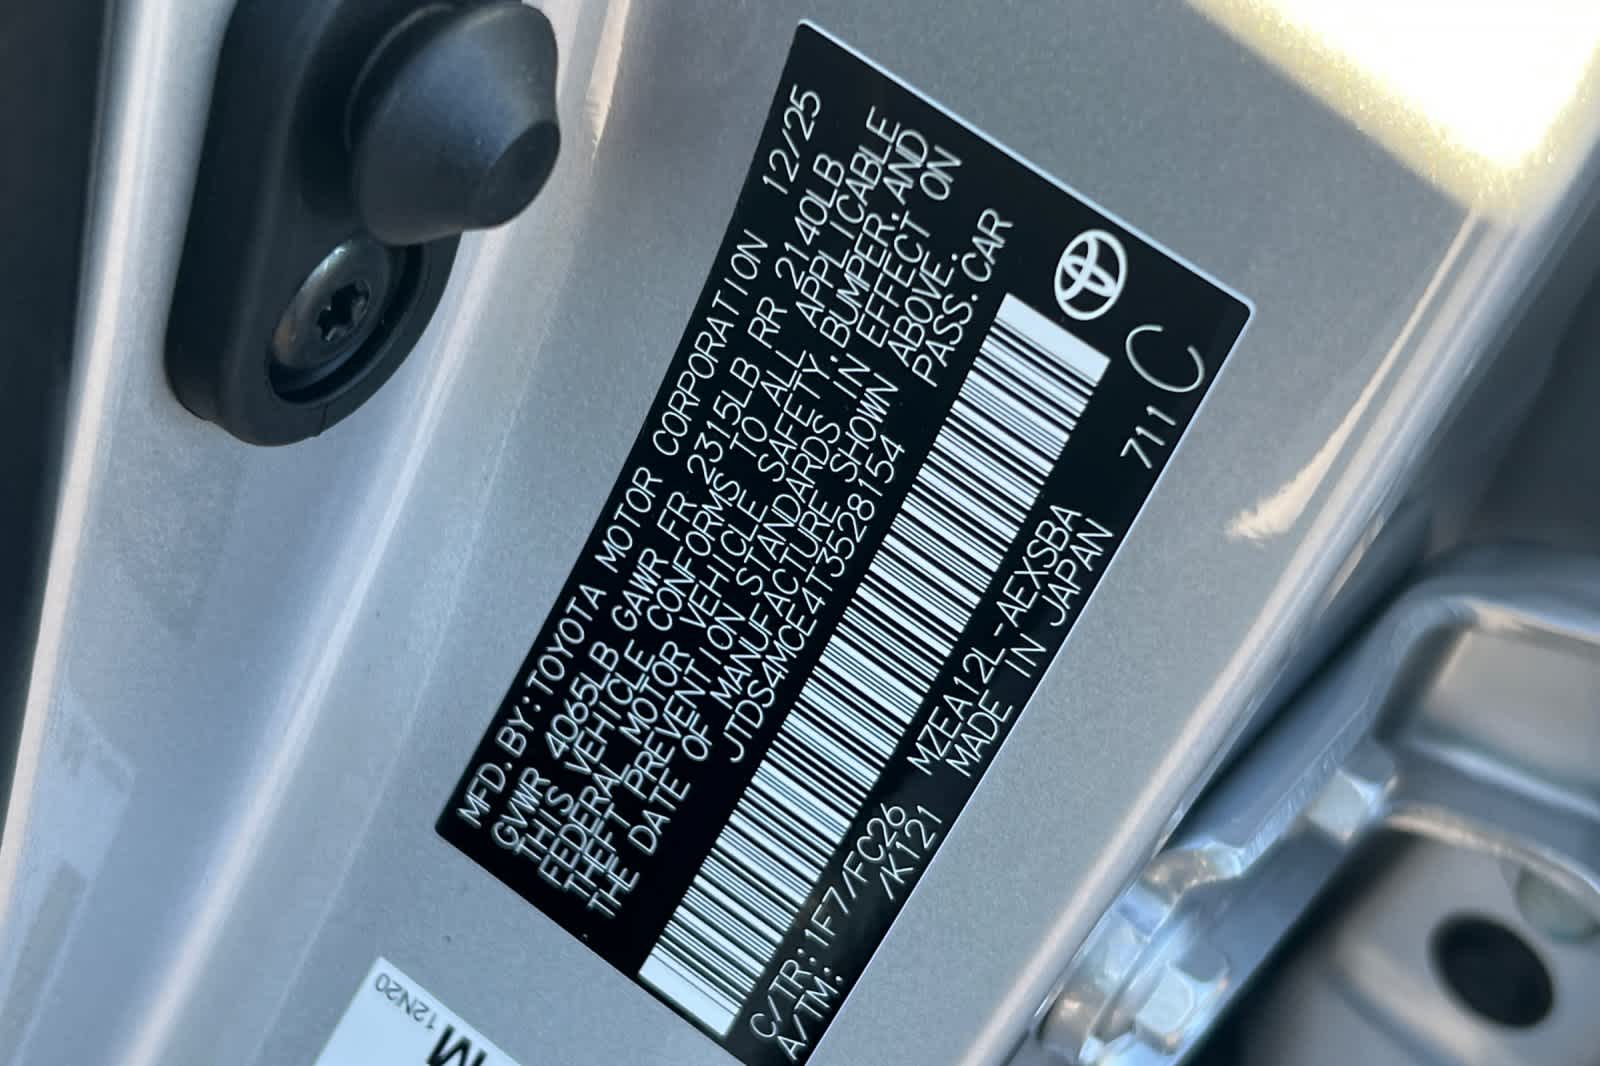 MFD.BY:TOYOTA MOTOR CORPORATION 12/25
GVWR 4065LB GAWR FR 2315LB RR 2140LB
THIS VEHICLE CONFORMS TO ALL APPLICABLE
FEDERAL MOTOR VEHICLE SAFETY,BUMPER,AND
THEFT PREVENTION STANDARDS IN EFFECT ON
THE DATE OF MANUFACTURE SHOWN ABOVE.
JTDS4MCE4T3528154 PASS.CAR
C/TR:1F7/FC26 MZEA12L-AEXSBA 711 C
A/TM: /K121 MADE IN JAPAN
12N20
M